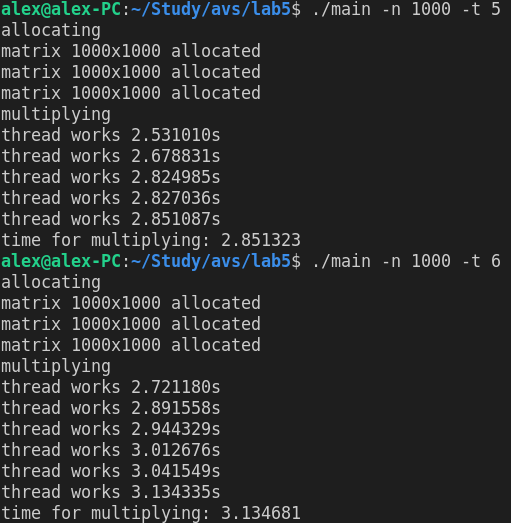 alex@alex-PC:~/Study/avs/lab5$ ./main -n 1000 -t 5
allocating
matrix 1000x1000 allocated
matrix 1000x1000 allocated
matrix 1000x1000 allocated
multiplying
thread works 2.531010s
thread works 2.678831s
thread works 2.824985s
thread works 2.827036s
thread works 2.851087s
time for multiplying: 2.851323
alex@alex-PC:~/Study/avs/lab5$ ./main -n 1000 -t 6
allocating
matrix 1000x1000 allocated
matrix 1000x1000 allocated
matrix 1000x1000 allocated
multiplying
thread works 2.721180s
thread works 2.891558s
thread works 2.944329s
thread works 3.012676s
thread works 3.041549s
thread works 3.134335s
time for multiplying: 3.134681